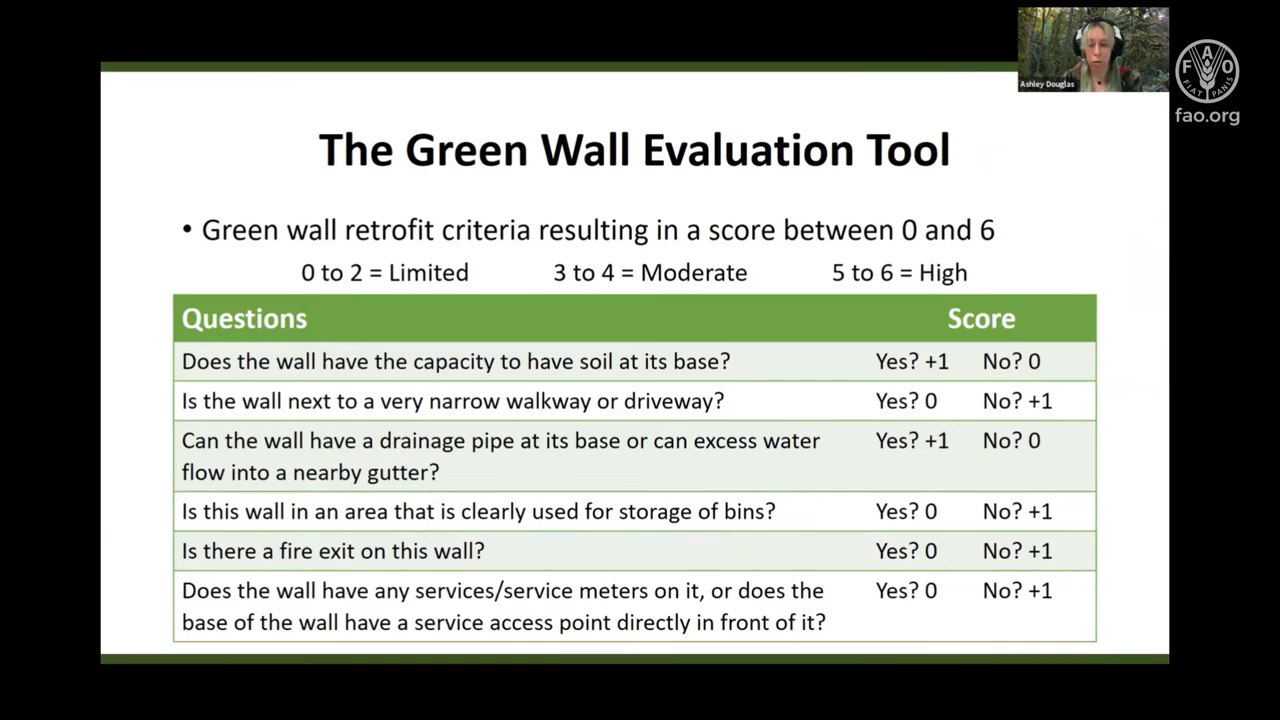 Ashley Douglas
F A O
FIAT PANIS
fao.org
The Green Wall Evaluation Tool
• Green wall retrofit criteria resulting in a score between 0 and 6
0 to 2 = Limited 3 to 4 = Moderate 5 to 6 = High
Questions Score
Does the wall have the capacity to have soil at its base? Yes? +1 No? 0
Is the wall next to a very narrow walkway or driveway? Yes? 0 No? +1
Can the wall have a drainage pipe at its base or can excess water Yes? +1 No? 0
flow into a nearby gutter?
Is this wall in an area that is clearly used for storage of bins? Yes? 0 No? +1
Is there a fire exit on this wall? Yes? 0 No? +1
Does the wall have any services/service meters on it, or does the Yes? 0 No? +1
base of the wall have a service access point directly in front of it?